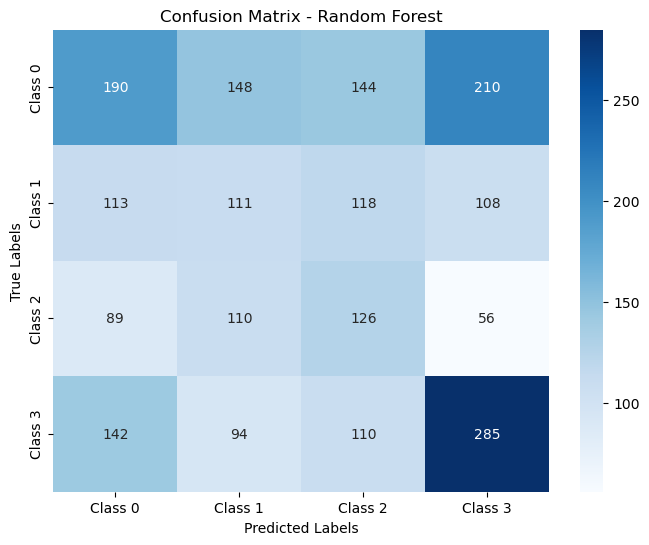 Confusion Matrix - Random Forest
True Labels
Class 0
190 148 144 210
Class 1
113 111 118 108
Class 2
89 110 126 56
Class 3
142 94 110 285
Class 0 Class 1 Class 2 Class 3
Predicted Labels
250
200
150
100